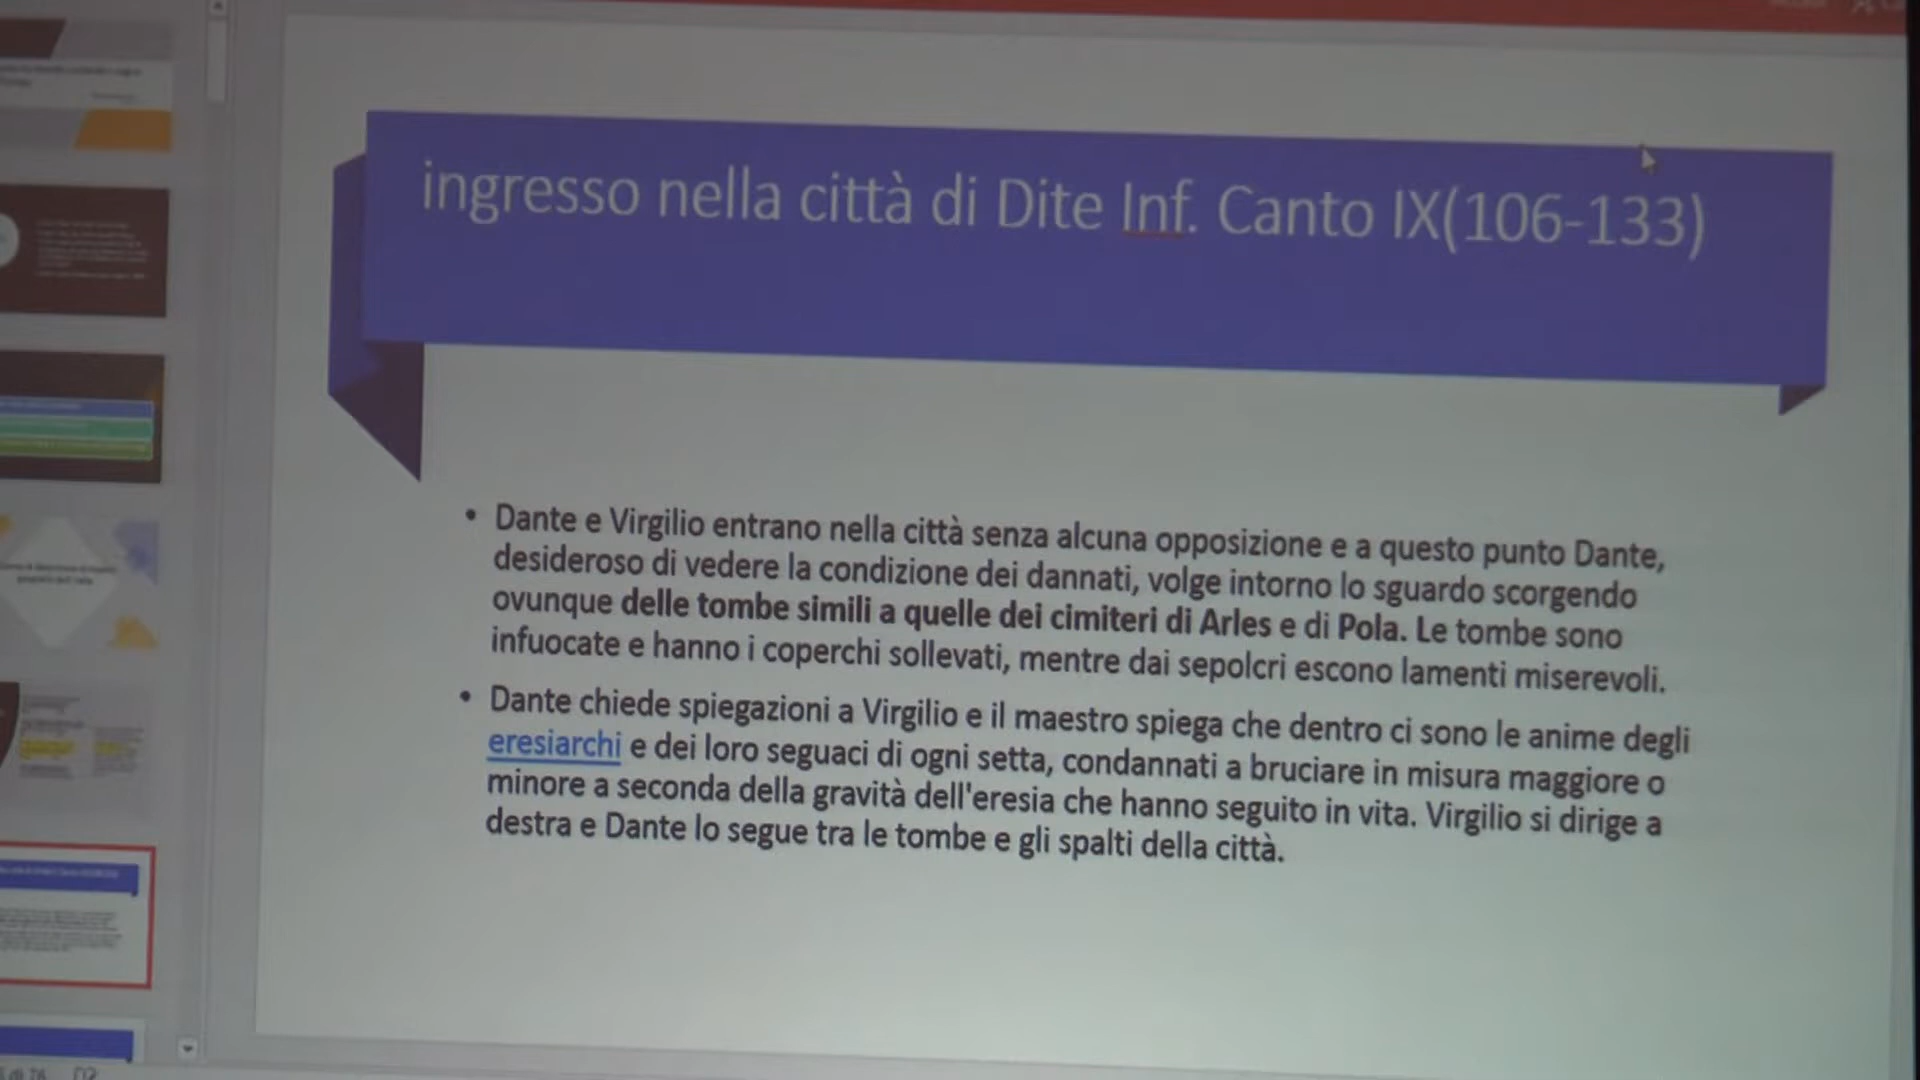 ingresso nella città di Dite Inf. Canto IX(106-133)
• Dante e Virgilio entrano nella città senza alcuna opposizione e a questo punto Dante,
desideroso di vedere la condizione dei dannati, volge intorno lo sguardo scorgendo
ovunque delle tombe simili a quelle dei cimiteri di Arles e di Pola. Le tombe sono
infuocate e hanno i coperchi sollevati, mentre dai sepolcri escono lamenti miserevoli.
• Dante chiede spiegazioni a Virgilio e il maestro spiega che dentro ci sono le anime degli
eresiarchi e dei loro seguaci di ogni setta, condannati a bruciare in misura maggiore o
minore a seconda della gravità dell'eresia che hanno seguito in vita. Virgilio si dirige a
destra e Dante lo segue tra le tombe e gli spalti della città.